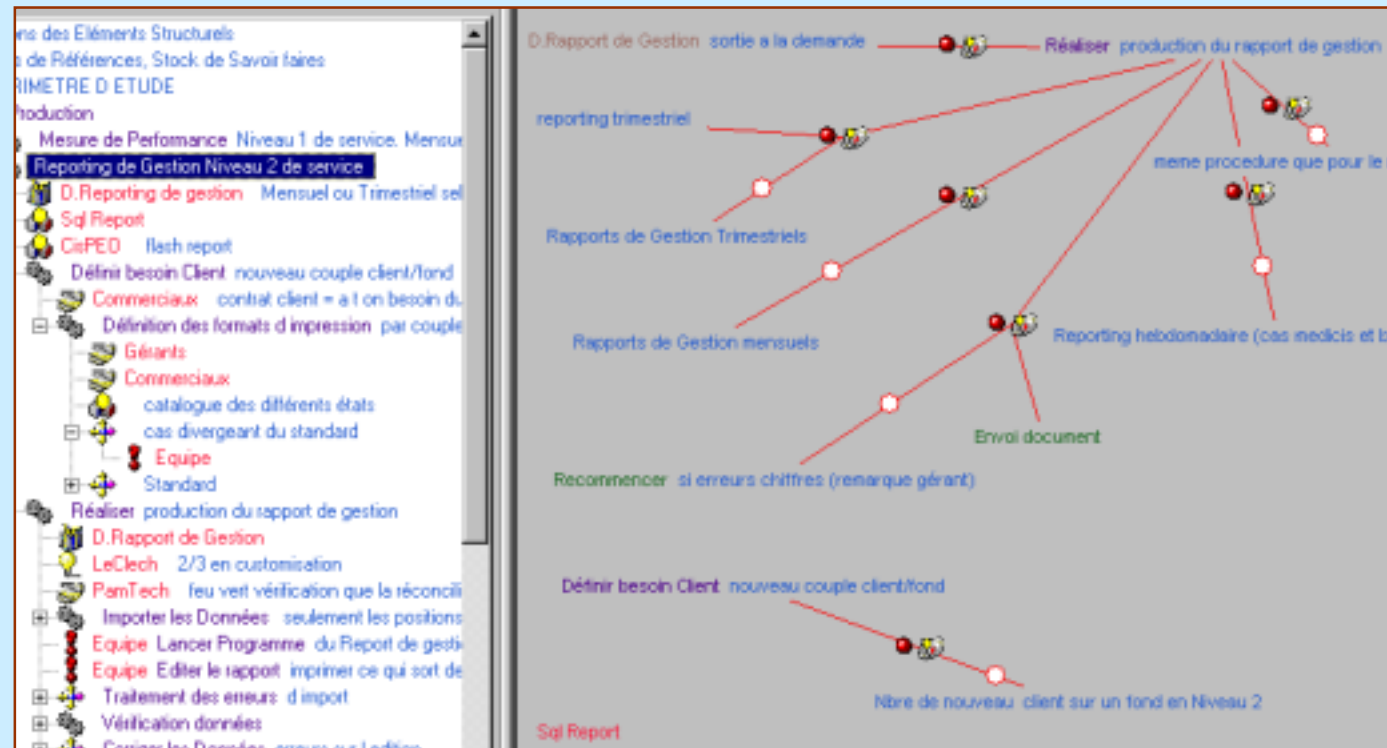 ns des Eléments Structurels
de Références, Stock de Savoir faires
RIMETRE D ETUDE
Production
Mesure de Performance Niveau 1 de service. Mensue
Reporting de Gestion Niveau 2 de service
D.Reporting de gestion Mensuel ou Trimestriel sel
Sql Report
CisPED flash report
Définir besoin Client nouveau couple client/fond
Commerciaux contrat client = a t on besoin du
Définition des formats d impression par couple
Gérants
Commerciaux
catalogue des différents états
cas divergeant du standard
Equipe
Standard
Réaliser production du rapport de gestion
D.Rapport de Gestion
LeClech 2/3 en customisation
PamTech feu vert vérification que la réconcili
Importer les Données seulement les positions
Equipe Lancer Programme du Report de gesti
Equipe Editer le rapport imprimer ce qui sort de
Traitement des erreurs d import
Vérification données
Corriger les Données erreurs sur l edition
D.Rapport de Gestion sortie a la demande
Réaliser production du rapport de gestion
reporting trimestriel
meme procedure que pour le
Rapports de Gestion Trimestriels
Rapports de Gestion mensuels
Reporting hebdomadaire (cas medicis et b
Envoi document
Recommencer si erreurs chiffres (remarque gérant)
Définir besoin Client nouveau couple client/fond
Nbre de nouveau client sur un fond en Niveau 2
Sql Report